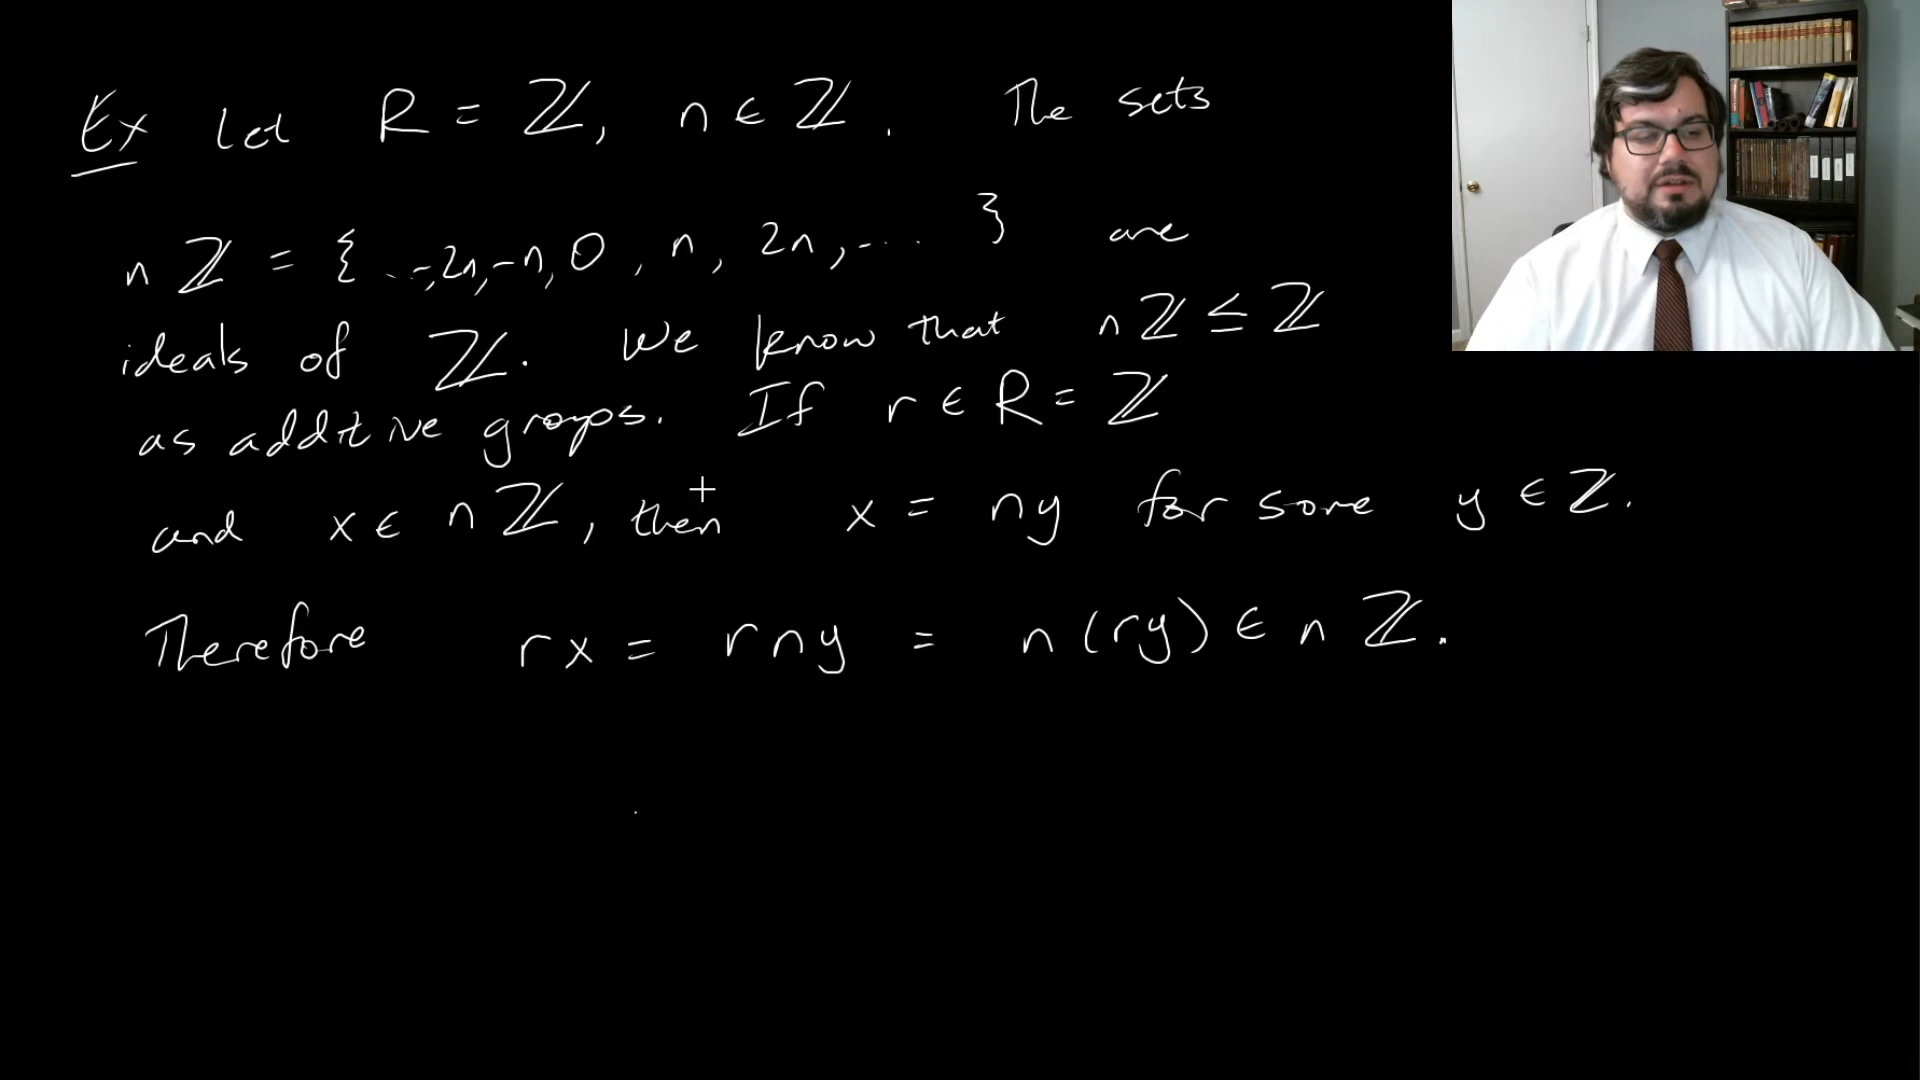 Ex Let R = ℤ, n ∈ ℤ. The sets
nℤ = {..-,2n,-n,0, n, 2n,-... } are
ideals of ℤ. We know that nℤ ≤ ℤ
as additive groups. If r ∈ R = ℤ
and x ∈ nℤ, then x = ny for some y ∈ ℤ.
Therefore rx = rny = n(ry) ∈ nℤ.